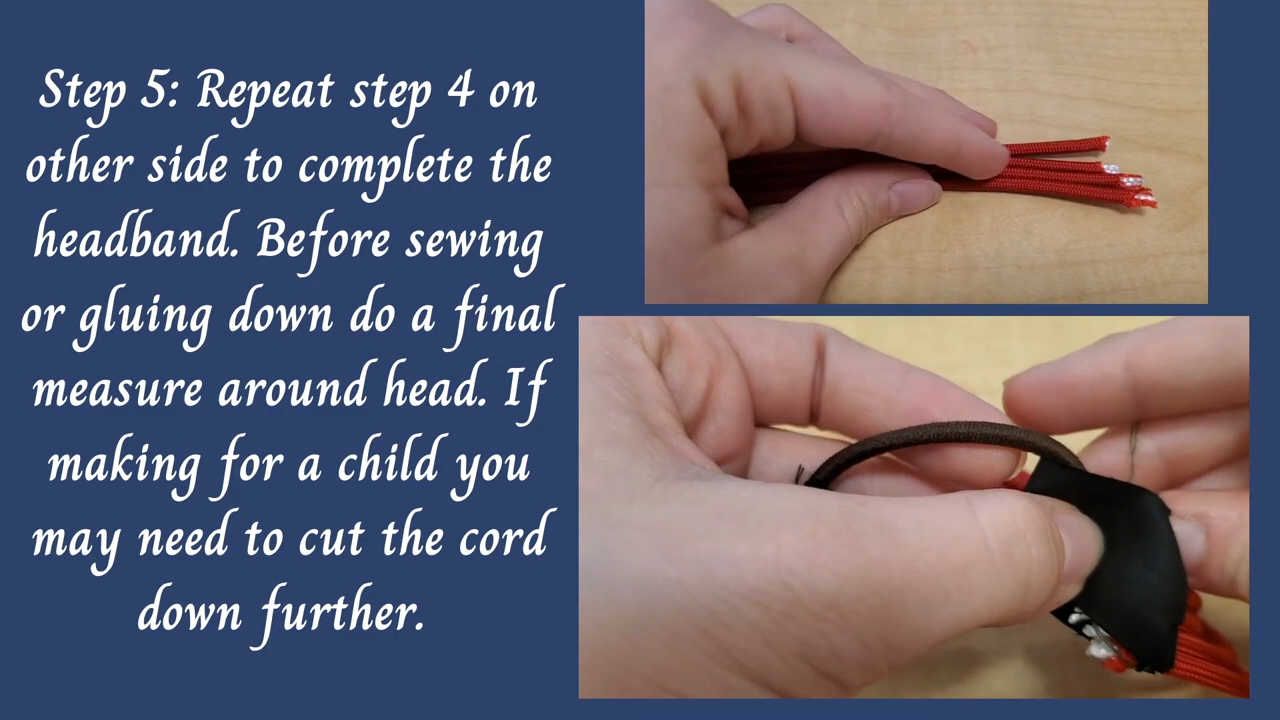 Step 5: Repeat step 4 on
other side to complete the
headband. Before sewing
or gluing down do a final
measure around head. If
making for a child you
may need to cut the cord
down further.